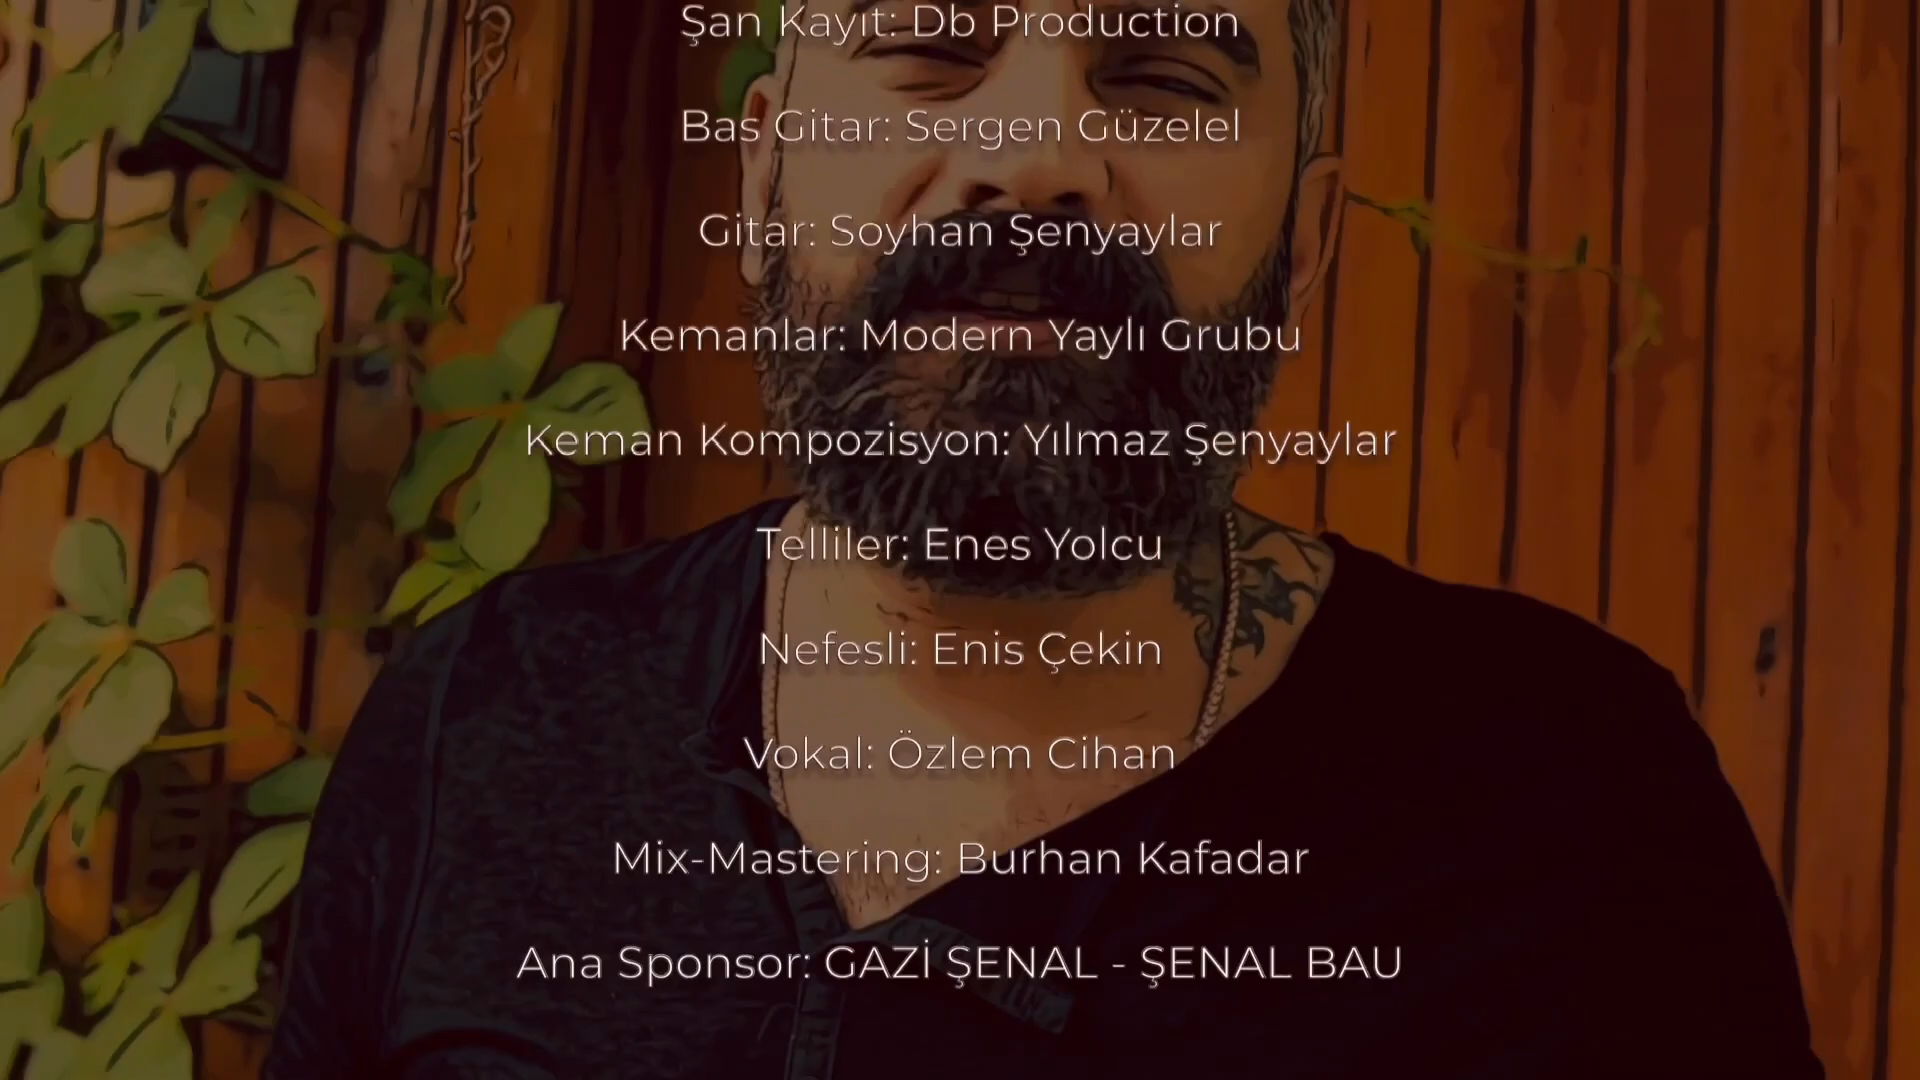 Şan Kayıt: Db Production
Bas Gitar: Sergen Güzelel
Gitar: Soyhan Şenyaylar
Kemanlar: Modern Yaylı Grubu
Keman Kompozisyon: Yılmaz Şenyaylar
Telliler: Enes Yolcu
Nefesli: Enis Çekin
Vokal: Özlem Cihan
Mix-Mastering: Burhan Kafadar
Ana Sponsor: GAZİ ŞENAL - ŞENAL BAU